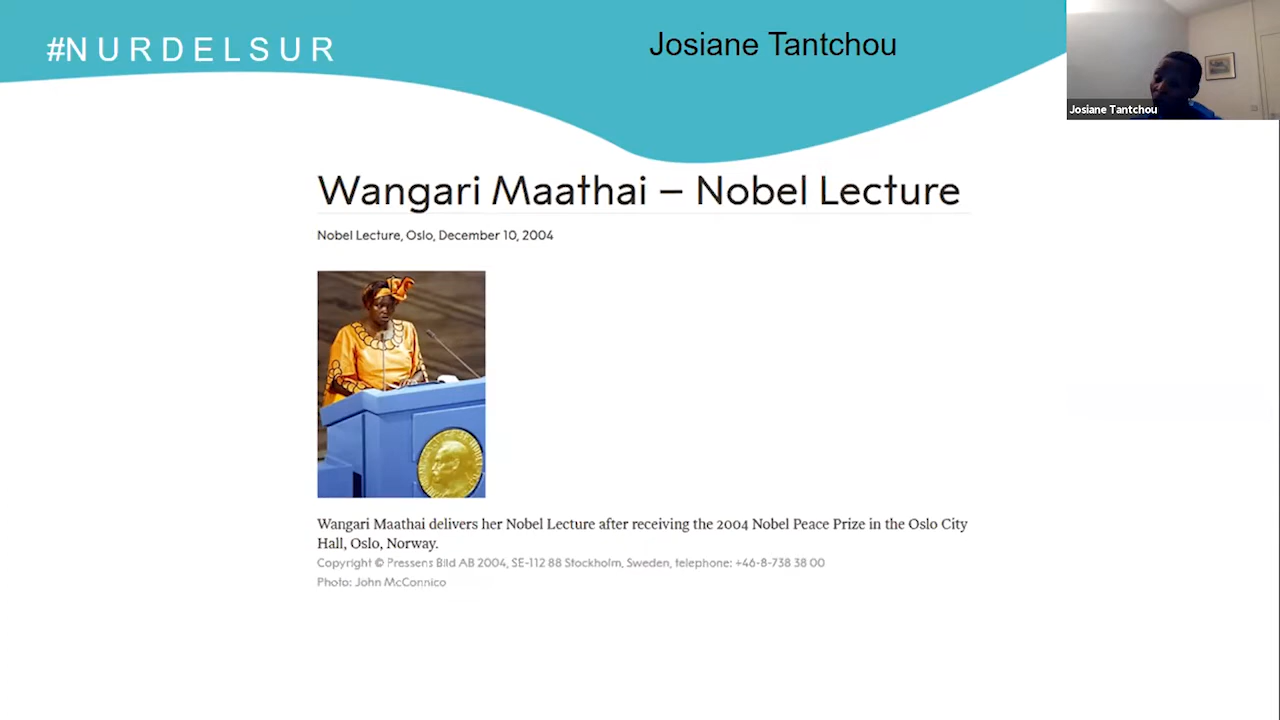 #NURDELSUR
Josiane Tantchou
Josiane Tantchou
Wangari Maathai – Nobel Lecture
Nobel Lecture, Oslo, December 10, 2004
Wangari Maathai delivers her Nobel Lecture after receiving the 2004 Nobel Peace Prize in the Oslo City
Hall, Oslo, Norway.
Copyright © Pressens Bild AB 2004, SE-112 88 Stockholm, Sweden, telephone: +46-8-738 38 00
Photo: John McConnico